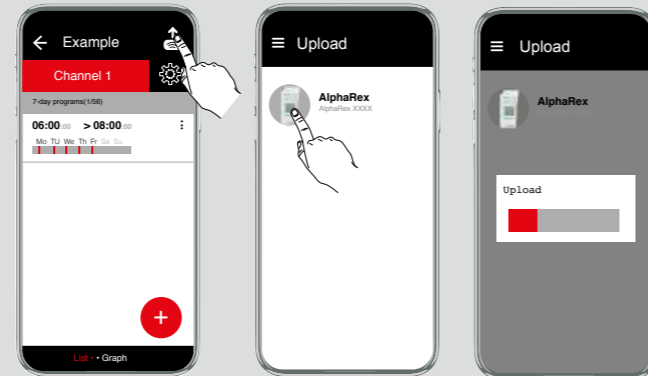 Example
Channel 1
7-day programs(1/56)
06:00:00 > 08:00:00
Mo TU We Th Fr Sa Su
+
List • • Graph
Upload
AlphaRex
AlphaRex XXXX
Upload
AlphaRex
Upload